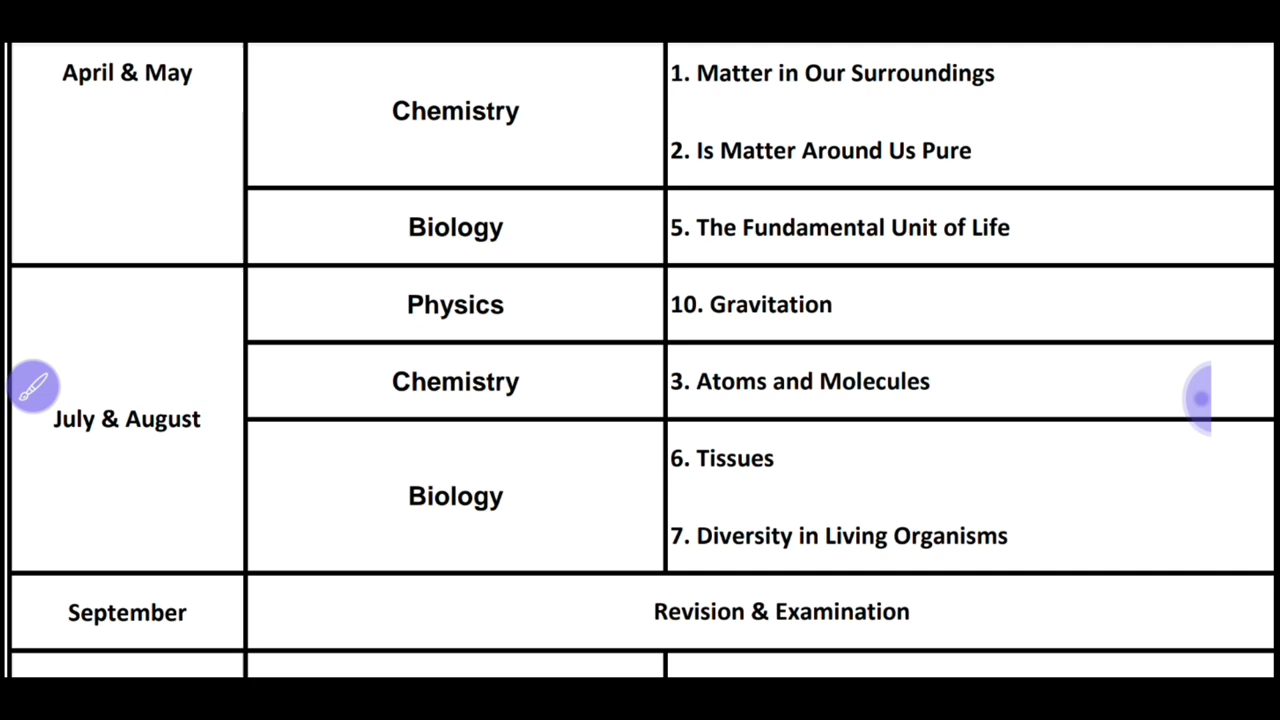 April & May
Chemistry
1. Matter in Our Surroundings
2. Is Matter Around Us Pure
Biology
5. The Fundamental Unit of Life
July & August
Physics
10. Gravitation
Chemistry
3. Atoms and Molecules
Biology
6. Tissues
7. Diversity in Living Organisms
September
Revision & Examination